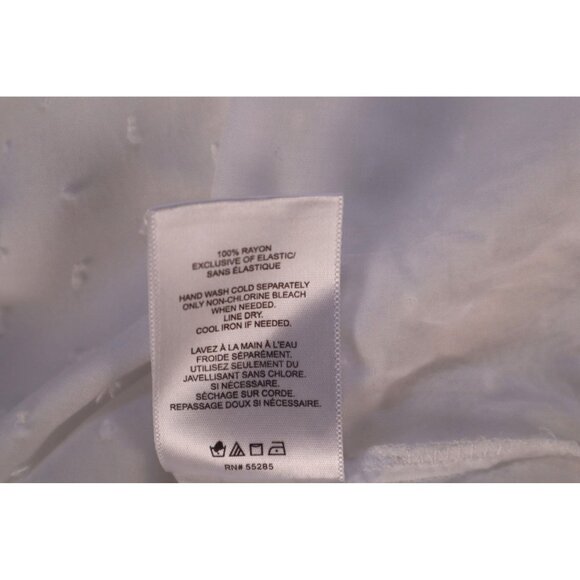 100% RAYON
EXCLUSIVE OF ELASTIC/
SANS ÉLASTIQUE
HAND WASH COLD SEPARATELY
ONLY NON-CHLORINE BLEACH
WHEN NEEDED.
LINE DRY.
COOL IRON IF NEEDED.
LAVEZ À LA MAIN À L'EAU
FROIDE SÉPARÉMENT.
UTILISEZ SEULEMENT DU
JAVELLISANT SANS CHLORE.
SI NÉCESSAIRE.
SÉCHAGE SUR CORDE.
REPASSAGE DOUX SI NÉCESSAIRE.
RN# 55285